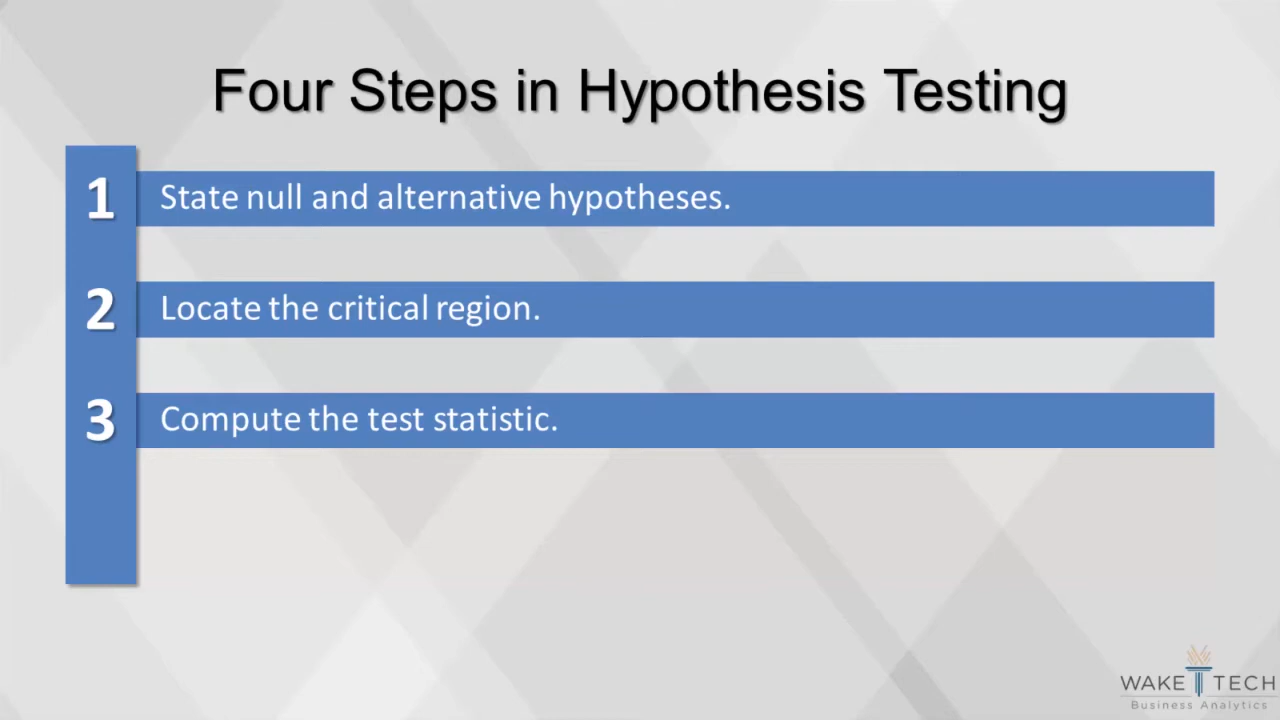 Four Steps in Hypothesis Testing
1 State null and alternative hypotheses.
2 Locate the critical region.
3 Compute the test statistic.
WAKE TECH
Business Analytics